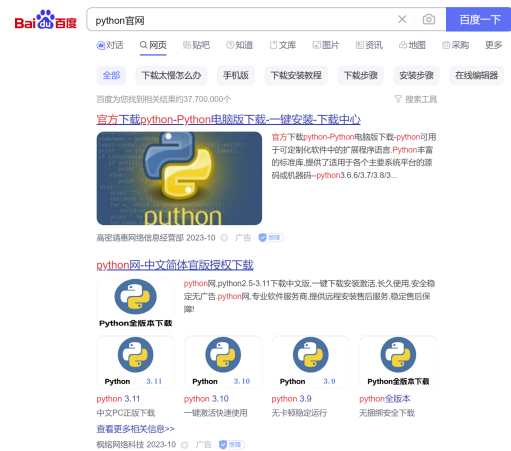 Bai du 百度 python官网 百度一下
对话 网页 贴吧 知道 文库 图片 资讯 地图 采购 更多
全部 下载太慢怎么办 手机版 下载安装教程 下载步骤 安装步骤 在线编辑器
百度为您找到相关结果约37,700,000个 搜索工具
官方下载python-Python电脑版下载-一键安装-下载中心
python
官方下载python-Python电脑版下载-python可用
于可定制化软件中的扩展程序语言.Python丰富
的标准库,提供了适用于各个主要系统平台的源
码或机器码--python3.6.6/3.7/3.8/3...
高密靖惠网络信息经营部 2023-10 广告 保障
python网-中文简体官版授权下载
Python全版本下载
python网,python2.5-3.11下载中文版,一键下载安装激活,长久使用,安全稳
定无广告.python网,专业软件服务商,提供远程安装售后服务,稳定售后保
障!
Python 3.11 Python 3.10 Python 3.9 Python全版本下载
python 3.11 python 3.10 python 3.9 python全版本
中文PC正版下载 一键激活快速使用 无卡顿稳定运行 无捆绑安全下载
查看更多相关信息>>
枫铭网络科技 2023-10 广告 保障